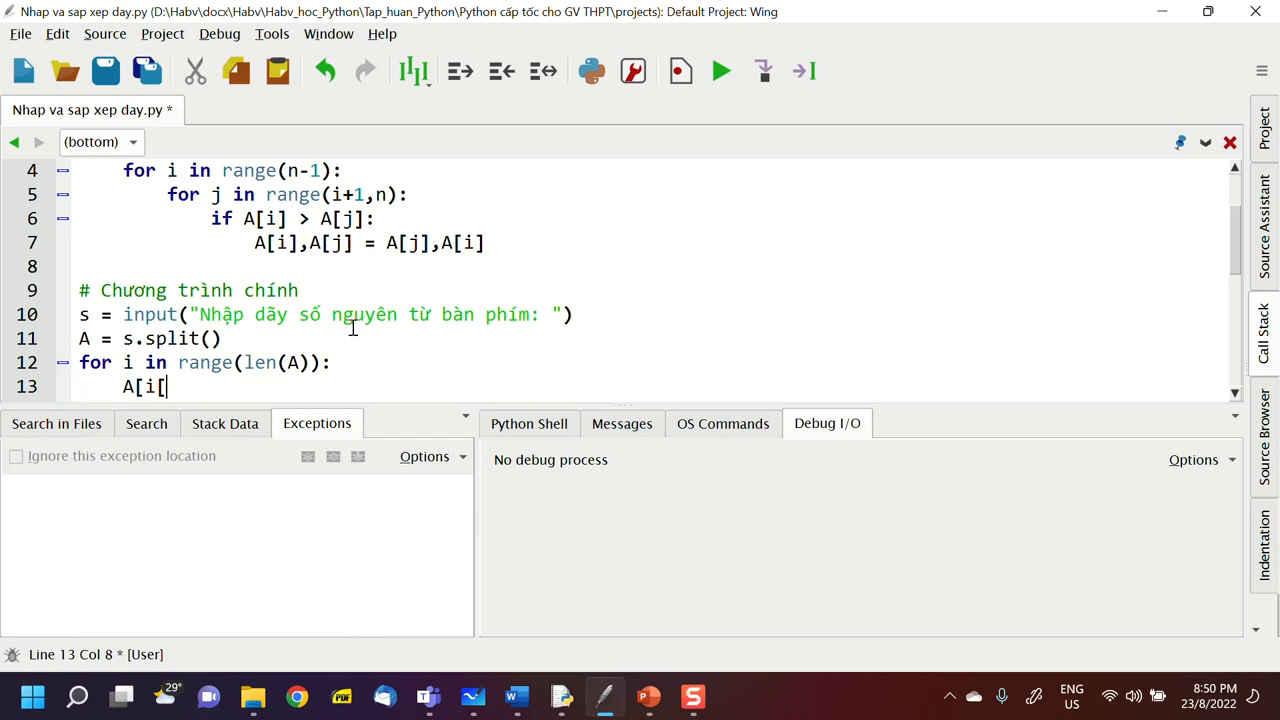 Nhap va sap xep day.py (D:\Habv\docx\Habv\Habv_hoc_Python\Tap_huan_Python\Python cấp tốc cho GV THPT\projects): Default Project: Wing
File Edit Source Project Debug Tools Window Help
Nhap va sap xep day.py *
(bottom)
4 for i in range(n-1):
5 for j in range(i+1,n):
6 if A[i] > A[j]:
7 A[i],A[j] = A[j],A[i]
8
9 # Chương trình chính
10 s = input("Nhập dãy số nguyên từ bàn phím: ")
11 A = s.split()
12 for i in range(len(A)):
13 A[i[
Project
Source Assistant
Call Stack
Source Browser
Indentation
Search in Files Search Stack Data Exceptions
Ignore this exception location Options
Python Shell Messages OS Commands Debug I/O
No debug process Options
Line 13 Col 8 * [User]
29°
PDF
ENG
US
8:50 PM
23/8/2022